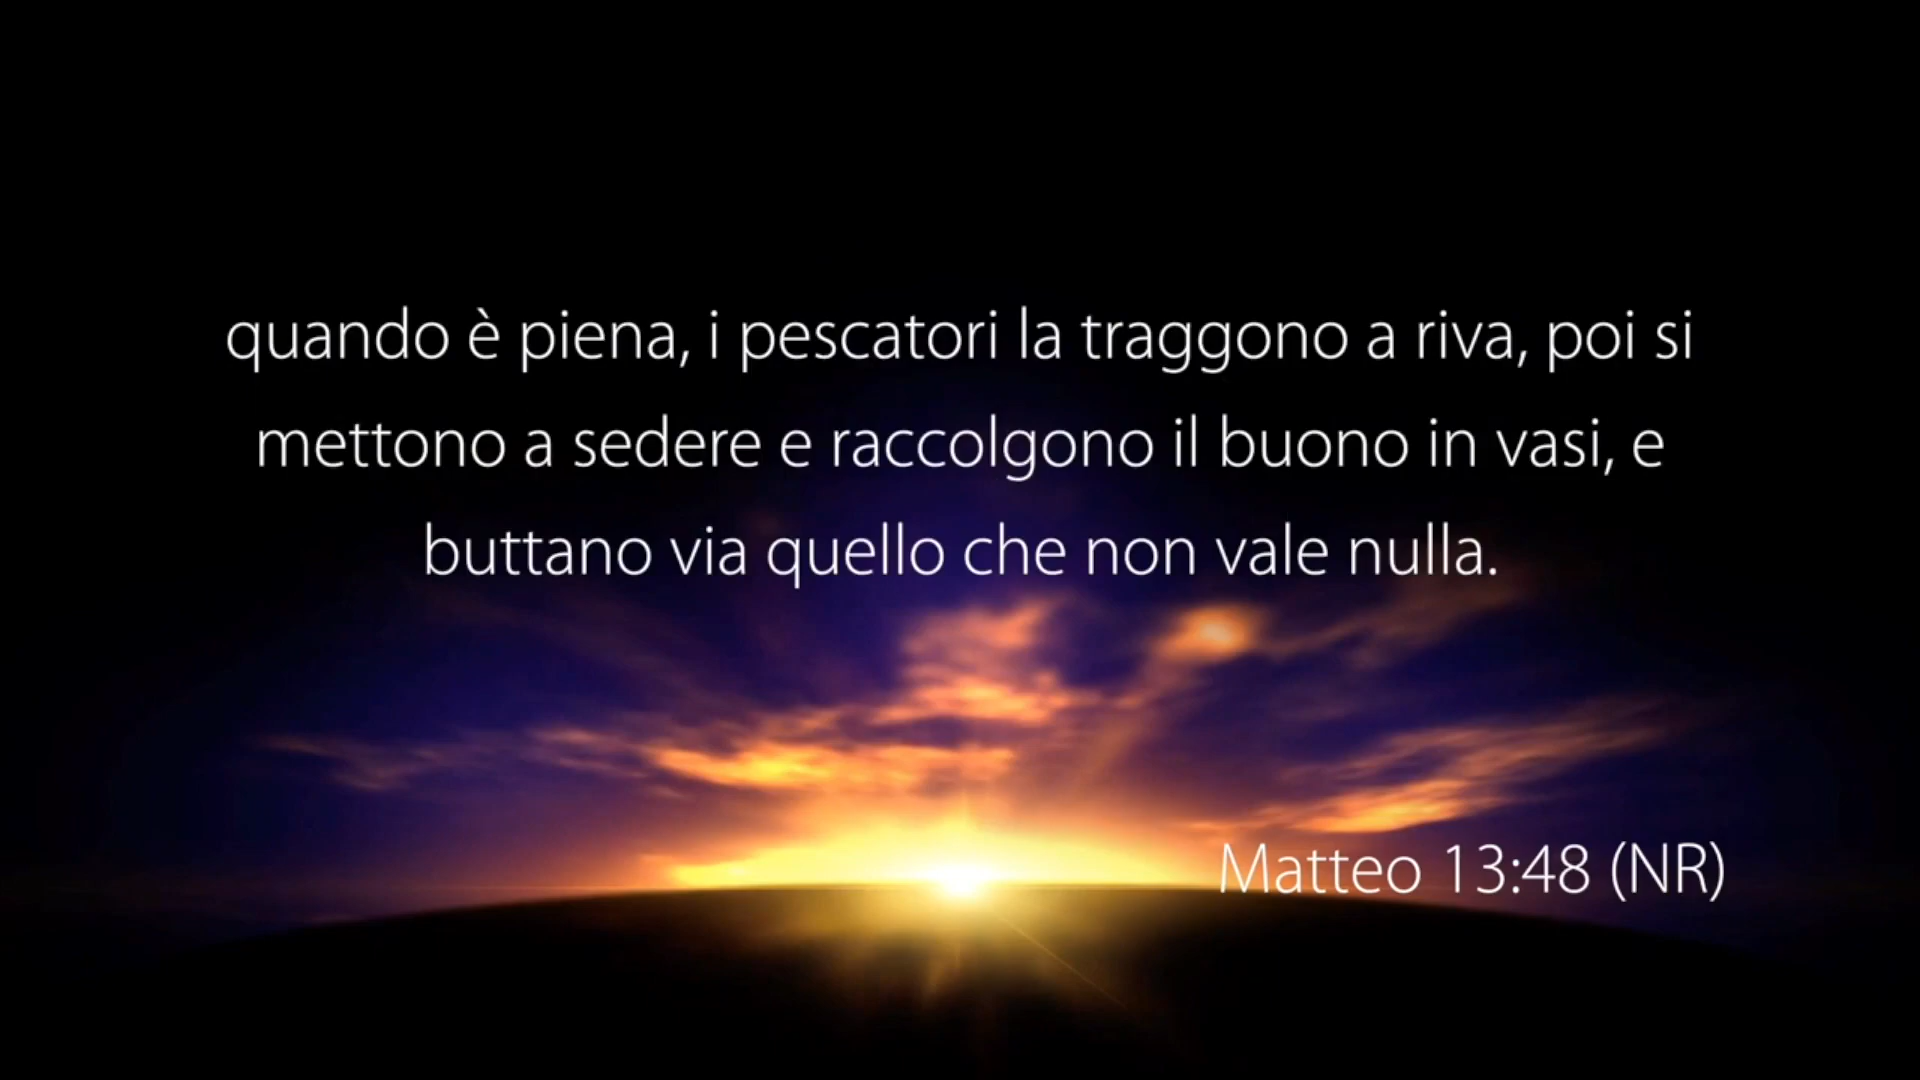 quando è piena, i pescatori la traggono a riva, poi si
mettono a sedere e raccolgono il buono in vasi, e
buttano via quello che non vale nulla.
Matteo 13:48 (NR)